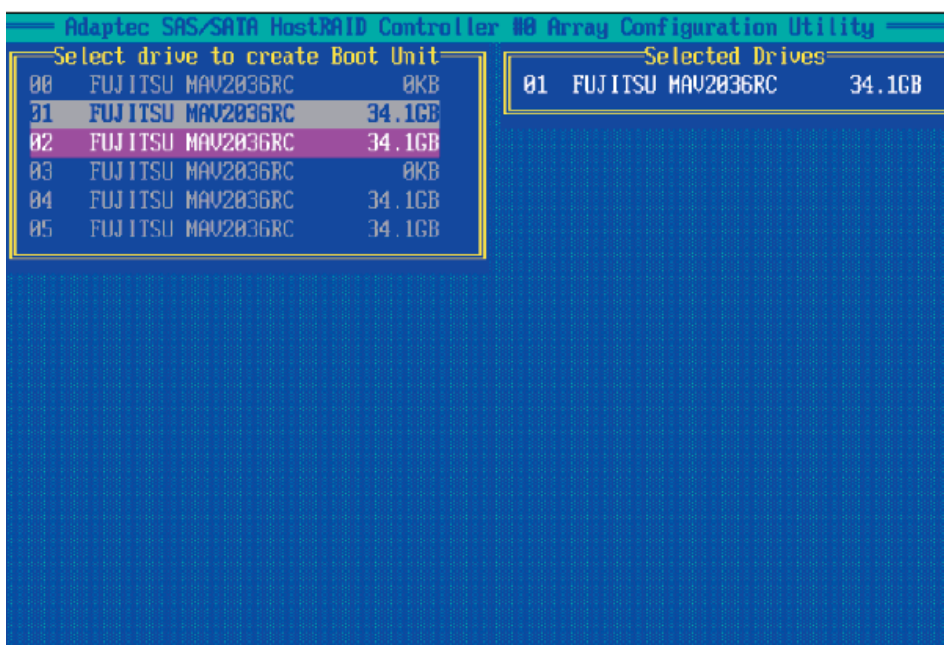 Adaptec SAS/SATA HostRAID Controller #0 Array Configuration Utility
Select drive to create Boot Unit
00 FUJITSU MAV2036RC 0KB
01 FUJITSU MAV2036RC 34.1GB
02 FUJITSU MAV2036RC 34.1GB
03 FUJITSU MAV2036RC 0KB
04 FUJITSU MAV2036RC 34.1GB
05 FUJITSU MAV2036RC 34.1GB
Selected Drives
01 FUJITSU MAV2036RC 34.1GB